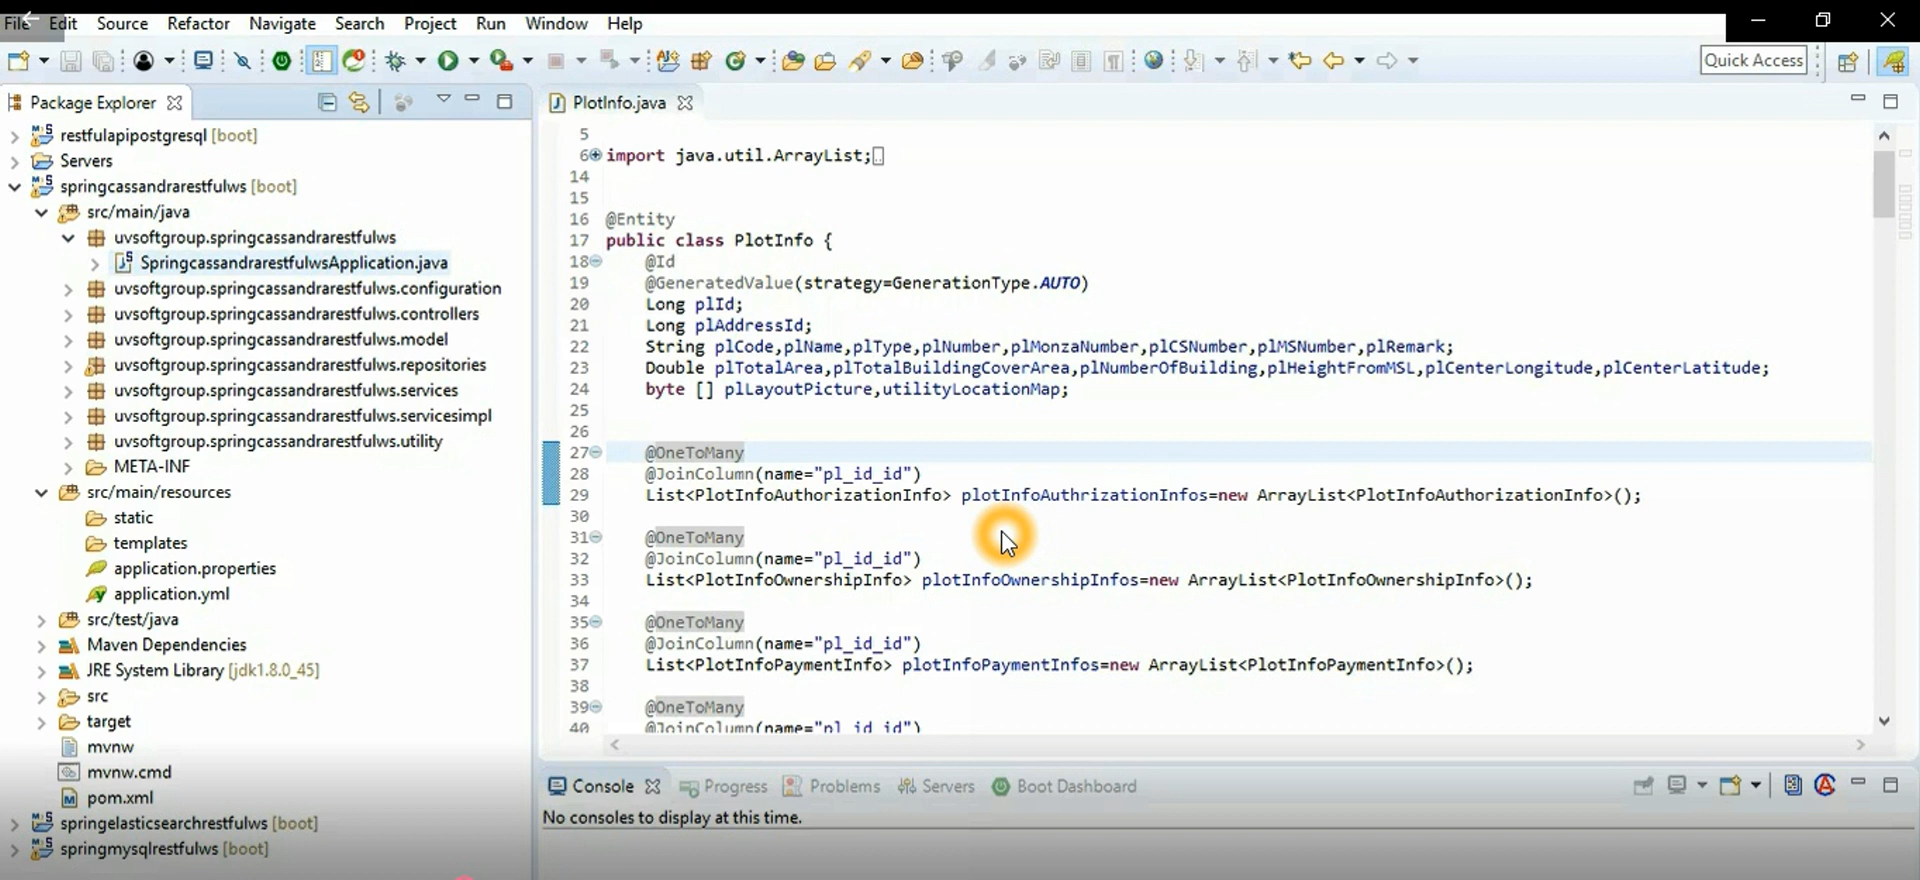 File Edit Source Refactor Navigate Search Project Run Window Help
Quick Access
Package Explorer
restfulapipostgresql [boot]
Servers
springcassandrarestfulws [boot]
src/main/java
uvsoftgroup.springcassandrarestfulws
SpringcassandrarestfulwsApplication.java
uvsoftgroup.springcassandrarestfulws.configuration
uvsoftgroup.springcassandrarestfulws.controllers
uvsoftgroup.springcassandrarestfulws.model
uvsoftgroup.springcassandrarestfulws.repositories
uvsoftgroup.springcassandrarestfulws.services
uvsoftgroup.springcassandrarestfulws.servicesimpl
uvsoftgroup.springcassandrarestfulws.utility
META-INF
src/main/resources
static
templates
application.properties
application.yml
src/test/java
Maven Dependencies
JRE System Library [jdk1.8.0_45]
src
target
mvnw
mvnw.cmd
pom.xml
springelasticsearchrestfulws [boot]
springmysqlrestfulws [boot]
PlotInfo.java
5
6 import java.util.ArrayList;
14
15
16 @Entity
17 public class PlotInfo {
18 @Id
19 @GeneratedValue(strategy=GenerationType.AUTO)
20 Long plId;
21 Long plAddressId;
22 String plCode,plName,plType,plNumber,plMonzaNumber,plCSNumber,plMSNumber,plRemark;
23 Double plTotalArea,plTotalBuildingCoverArea,plNumberOfBuilding,plHeightFromMSL,plCenterLongitude,plCenterLatitude;
24 byte [] plLayoutPicture,utilityLocationMap;
25
26
27 @OneToMany
28 @JoinColumn(name="pl_id_id")
29 List<PlotInfoAuthorizationInfo> plotInfoAuthrizationInfos=new ArrayList<PlotInfoAuthorizationInfo>();
30
31 @OneToMany
32 @JoinColumn(name="pl_id_id")
33 List<PlotInfoOwnershipInfo> plotInfoOwnershipInfos=new ArrayList<PlotInfoOwnershipInfo>();
34
35 @OneToMany
36 @JoinColumn(name="pl_id_id")
37 List<PlotInfoPaymentInfo> plotInfoPaymentInfos=new ArrayList<PlotInfoPaymentInfo>();
38
39 @OneToMany
40 @JoinColumn(name="pl_id_id")
Console Progress Problems Servers Boot Dashboard
No consoles to display at this time.